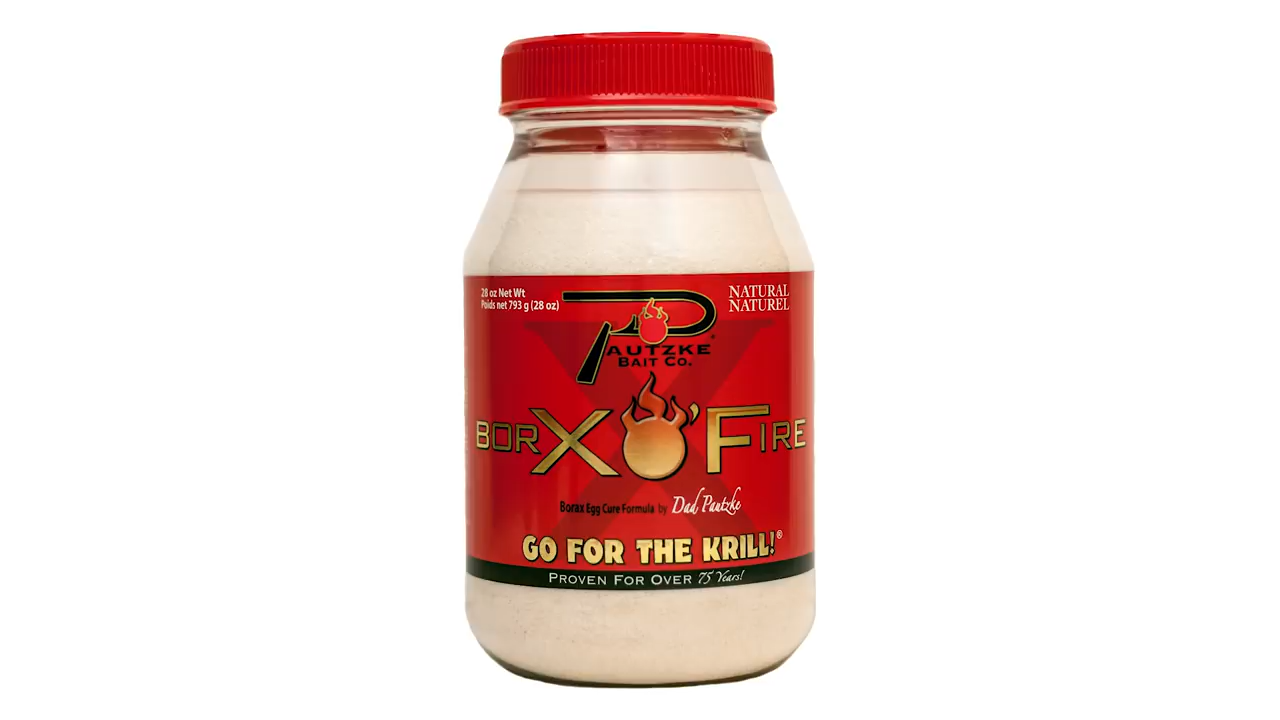 28 oz Net Wt
Poids net 793 g (28 oz)
NATURAL
NATUREL
PAUTZKE
BAIT CO.
BORX O'FIRE
Borax Egg Cure Formula by Dad Pautzke
GO FOR THE KRILL!®
PROVEN FOR OVER 75 Years!